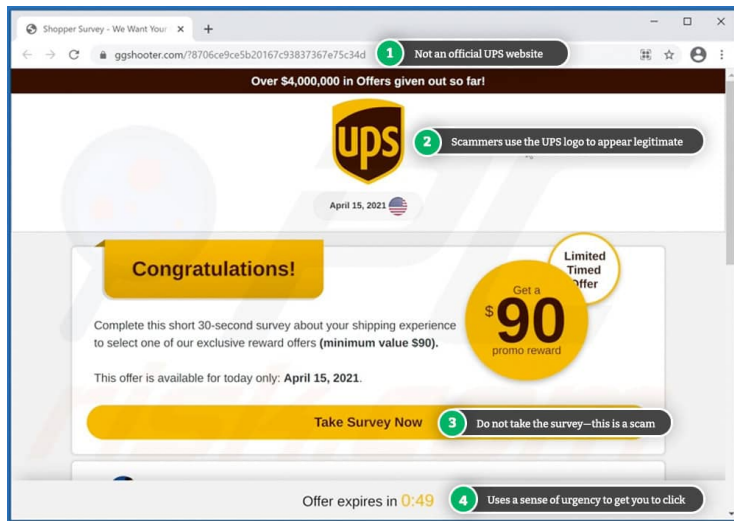 Shopper Survey - We Want Your
ggshooter.com/?8706ce9ce5b20167c93837367e75c34d
1 Not an official UPS website
Over $4,000,000 in Offers given out so far!
ups
2 Scammers use the UPS logo to appear legitimate
April 15, 2021
Congratulations!
Limited
Timed
Offer
Get a
$90
promo reward
Complete this short 30-second survey about your shipping experience
to select one of our exclusive reward offers (minimum value $90).
This offer is available for today only: April 15, 2021.
Take Survey Now
3 Do not take the survey—this is a scam
Offer expires in 0:49
4 Uses a sense of urgency to get you to click